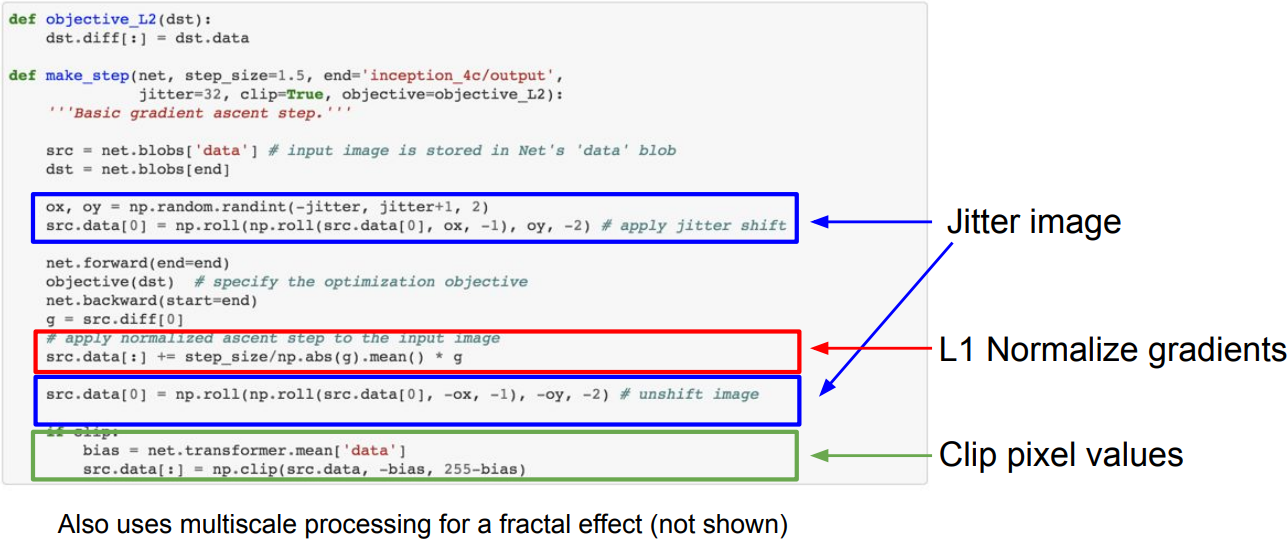 def objective_L2(dst):
    dst.diff[:] = dst.data
def make_step(net, step_size=1.5, end='inception_4c/output',
              jitter=32, clip=True, objective=objective_L2):
    '''Basic gradient ascent step.'''
    src = net.blobs['data'] # input image is stored in Net's 'data' blob
    dst = net.blobs[end]
    ox, oy = np.random.randint(-jitter, jitter+1, 2)
    src.data[0] = np.roll(np.roll(src.data[0], ox, -1), oy, -2) # apply jitter shift
Jitter image
    net.forward(end=end)
    objective(dst)  # specify the optimization objective
    net.backward(start=end)
    g = src.diff[0]
    # apply normalized ascent step to the input image
    src.data[:] += step_size/np.abs(g).mean() * g
L1 Normalize gradients
    src.data[0] = np.roll(np.roll(src.data[0], -ox, -1), -oy, -2) # unshift image
    if clip:
        bias = net.transformer.mean['data']
        src.data[:] = np.clip(src.data, -bias, 255-bias)
Clip pixel values
Also uses multiscale processing for a fractal effect (not shown)